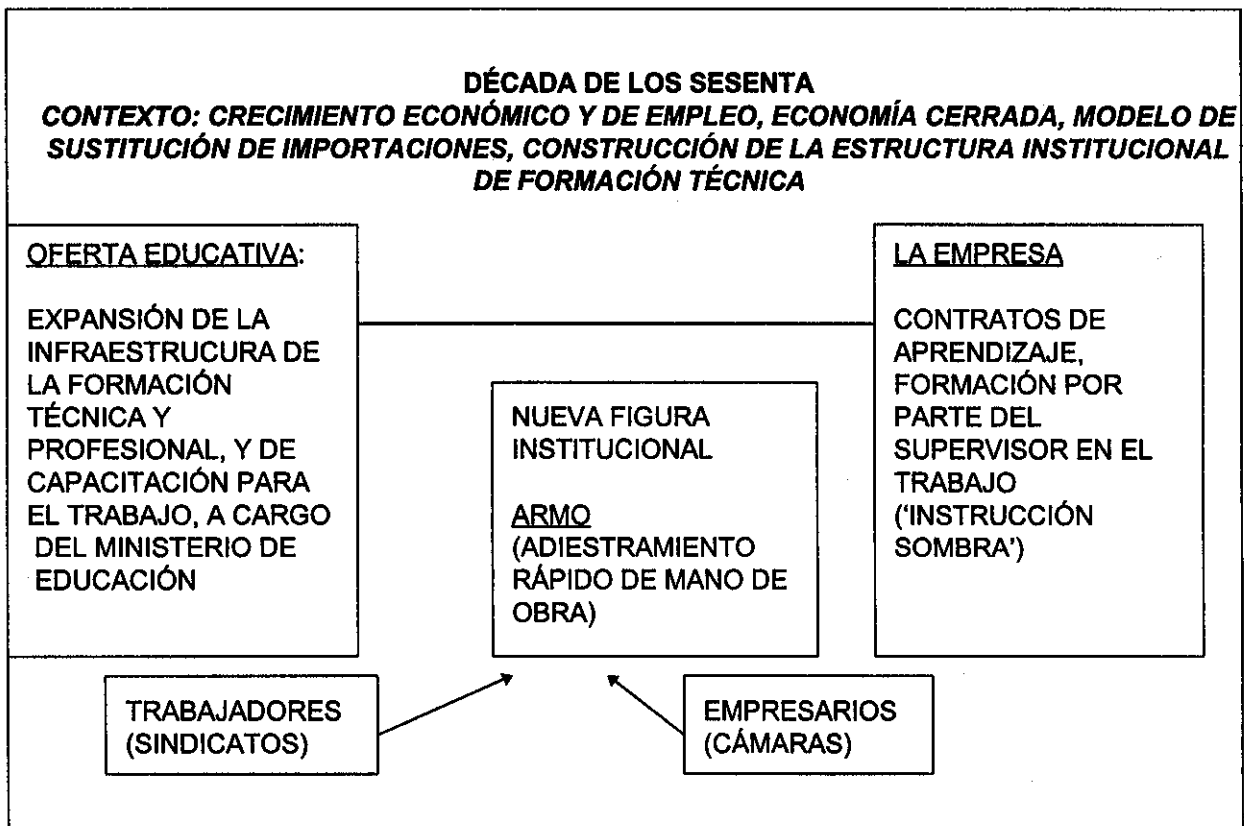 DÉCADA DE LOS SESENTA
CONTEXTO: CRECIMIENTO ECONÓMICO Y DE EMPLEO, ECONOMÍA CERRADA, MODELO DE
SUSTITUCIÓN DE IMPORTACIONES, CONSTRUCCIÓN DE LA ESTRUCTURA INSTITUCIONAL
DE FORMACIÓN TÉCNICA
OFERTA EDUCATIVA:
EXPANSIÓN DE LA
INFRAESTRUCURA DE
LA FORMACIÓN
TÉCNICA Y
PROFESIONAL, Y DE
CAPACITACIÓN PARA
EL TRABAJO, A CARGO
DEL MINISTERIO DE
EDUCACIÓN
NUEVA FIGURA
INSTITUCIONAL
ARMO
(ADIESTRAMIENTO
RÁPIDO DE MANO DE
OBRA)
LA EMPRESA
CONTRATOS DE
APRENDIZAJE,
FORMACIÓN POR
PARTE DEL
SUPERVISOR EN EL
TRABAJO
(‘INSTRUCCIÓN
SOMBRA’)
TRABAJADORES
(SINDICATOS)
EMPRESARIOS
(CÁMARAS)